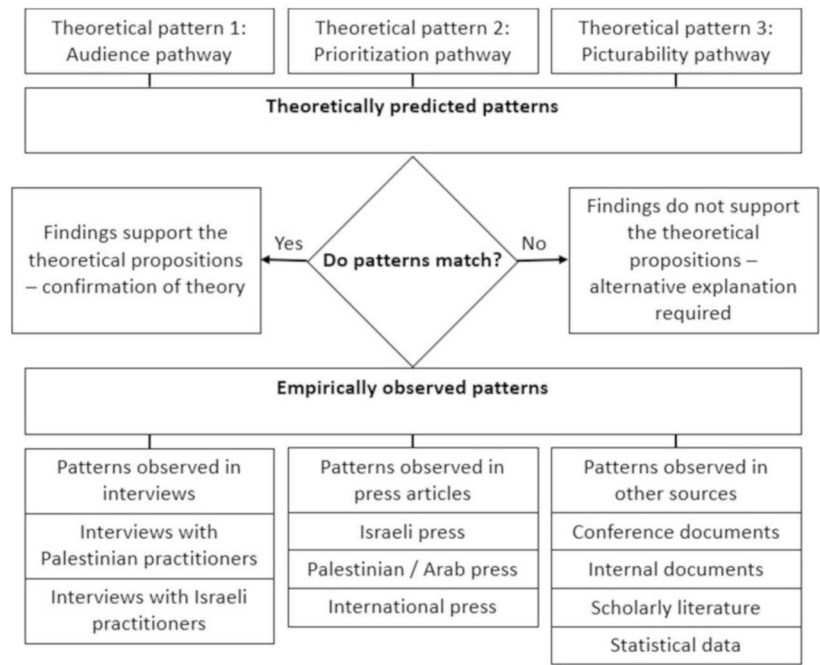 Theoretical pattern 1:
Audience pathway
Theoretical pattern 2:
Prioritization pathway
Theoretical pattern 3:
Picturability pathway
Theoretically predicted patterns
Findings support the
theoretical propositions
– confirmation of theory
Yes
Do patterns match?
No
Findings do not support
the theoretical
propositions –
alternative explanation
required
Empirically observed patterns
Patterns observed in
interviews
Interviews with
Palestinian practitioners
Interviews with Israeli
practitioners
Patterns observed in
press articles
Israeli press
Palestinian / Arab press
International press
Patterns observed in
other sources
Conference documents
Internal documents
Scholarly literature
Statistical data